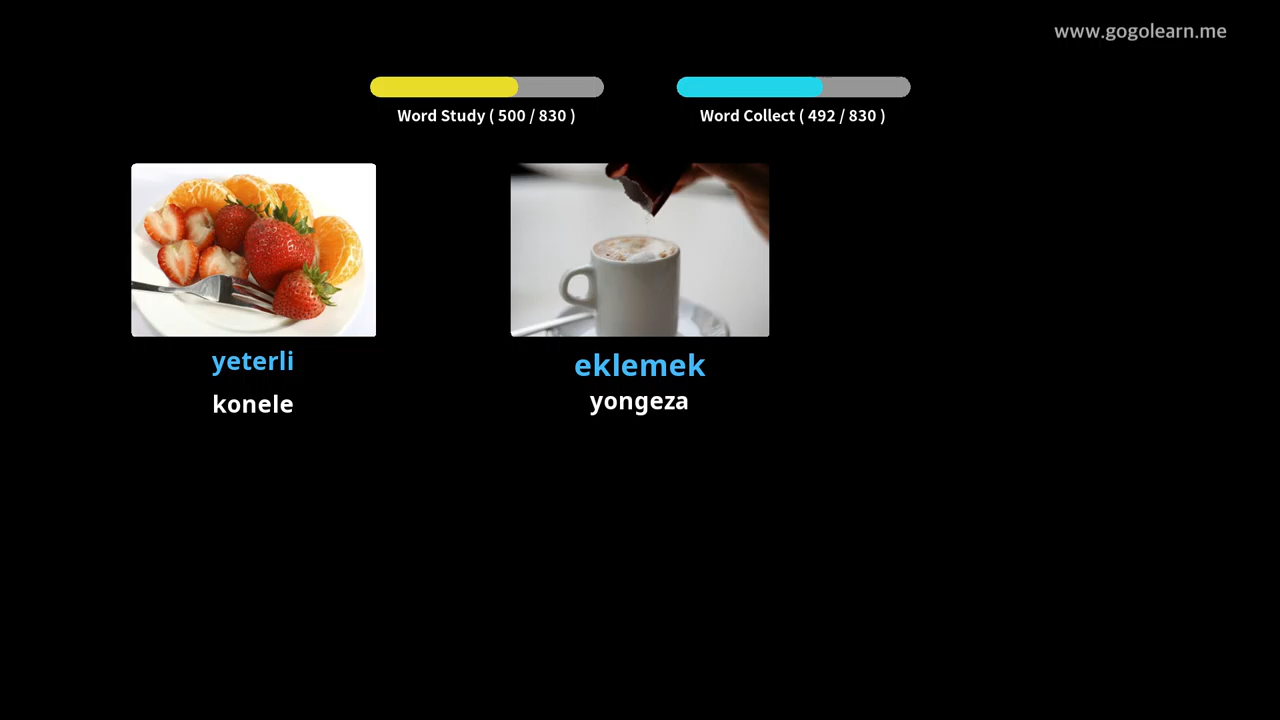 www.gogolearn.me
Word Study ( 500 / 830 )
Word Collect ( 492 / 830 )
yeterli
konele
eklemek
yongeza